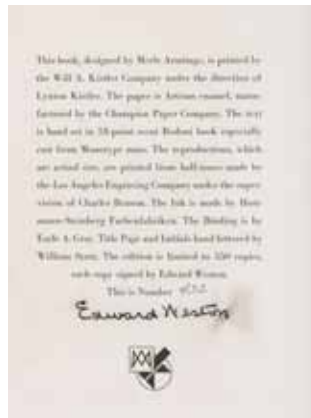 This book, designed by Merle Armitage, is printed by
the Will A. Kistler Company under the direction of
Lynton Kistler. The paper is Artisan enamel, manu-
factured by the Champion Paper Company. The text
is hand set in 18-point Bodoni book especially
cast from Monotype mats. The reproductions, which
are actual size, are printed from half-tones made by
the Los Angeles Engraving Company under the super-
vision of Charles Benson. The Ink is made by
Farbenfabriken. The Binding is by
Earle A. Gray. Title Page and Initials hand lettered by
William Stutz. The edition is limited to 550 copies,
each copy signed by Edward Weston.
This is Number
Edward Weston